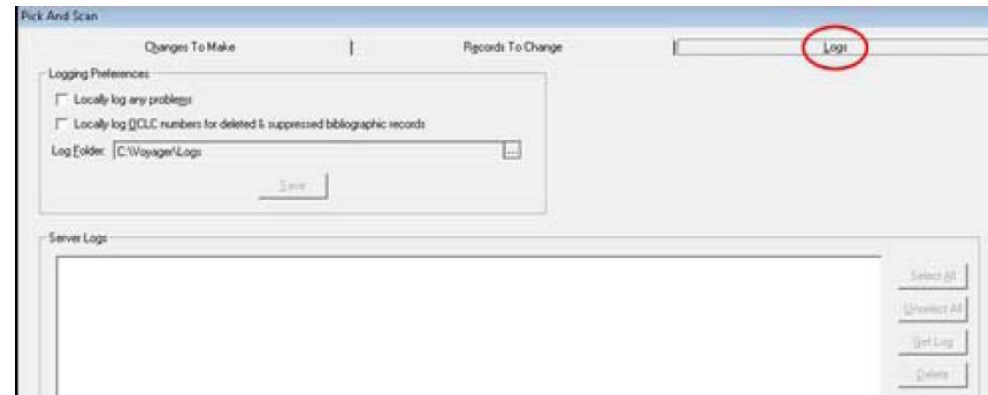 Pick And Scan
Changes To Make Records To Change Logs
Logging Preferences
Locally log any problems
Locally log OCLC numbers for deleted & suppressed bibliographic records
Log Folder: C:\Voyager\Logs ...
Save
Server Logs
Select All
Unselect All
Get Log
Delete